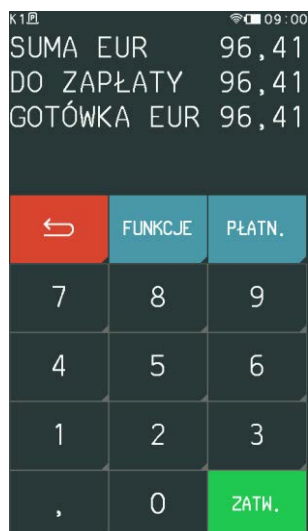 K1 P 09:00
SUMA EUR 96,41
DO ZAPŁATY 96,41
GOTÓWKA EUR 96,41
FUNKCJE PŁATN.
7 8 9
4 5 6
1 2 3
, 0 ZATW.